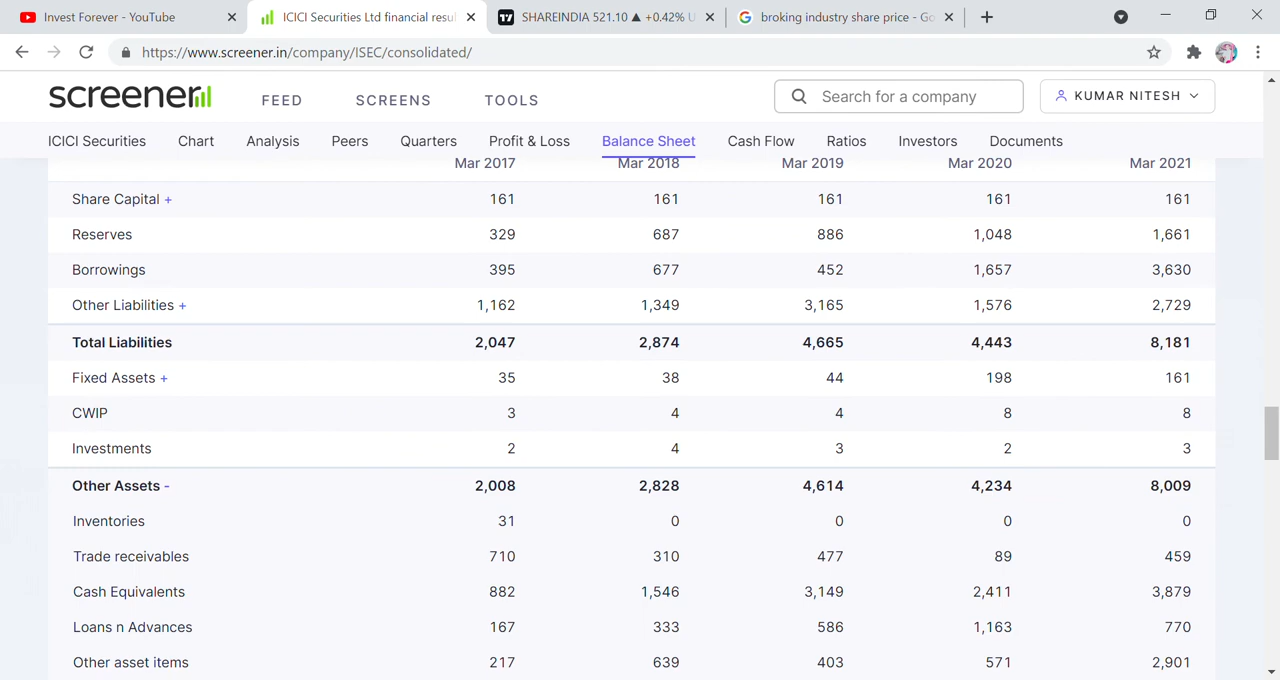 Invest Forever - YouTube ICICI Securities Ltd financial resul SHAREINDIA 521.10 ▲ +0.42% U broking industry share price - Go
https://www.screener.in/company/ISEC/consolidated/
screener FEED SCREENS TOOLS Search for a company KUMAR NITESH
ICICI Securities Chart Analysis Peers Quarters Profit & Loss Balance Sheet Cash Flow Ratios Investors Documents
Mar 2017 Mar 2018 Mar 2019 Mar 2020 Mar 2021
Share Capital + 161 161 161 161 161
Reserves 329 687 886 1,048 1,661
Borrowings 395 677 452 1,657 3,630
Other Liabilities + 1,162 1,349 3,165 1,576 2,729
Total Liabilities 2,047 2,874 4,665 4,443 8,181
Fixed Assets + 35 38 44 198 161
CWIP 3 4 4 8 8
Investments 2 4 3 2 3
Other Assets - 2,008 2,828 4,614 4,234 8,009
Inventories 31 0 0 0 0
Trade receivables 710 310 477 89 459
Cash Equivalents 882 1,546 3,149 2,411 3,879
Loans n Advances 167 333 586 1,163 770
Other asset items 217 639 403 571 2,901